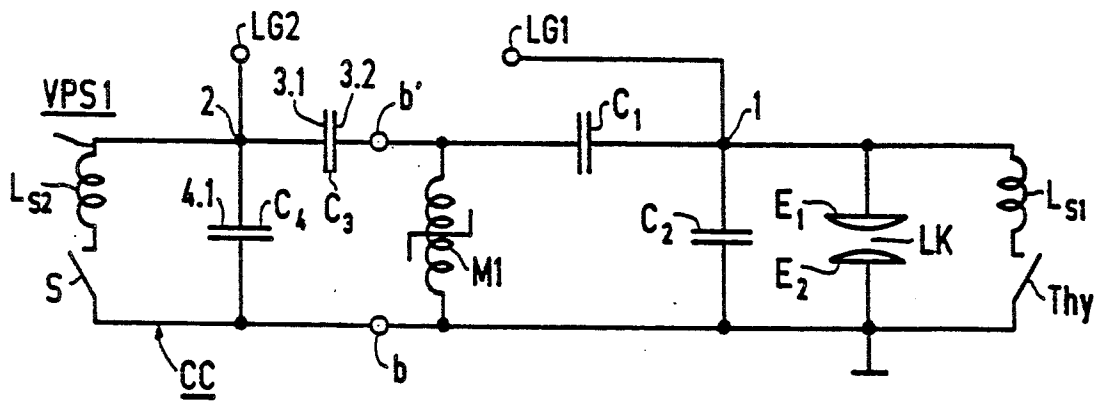 LG2
LG1
VPS1
3.1
3.2
b'
2
C1
1
LS2
4.1
C4
C3
C2
E1
LS1
LK
M1
E2
S
Thy
b
CC